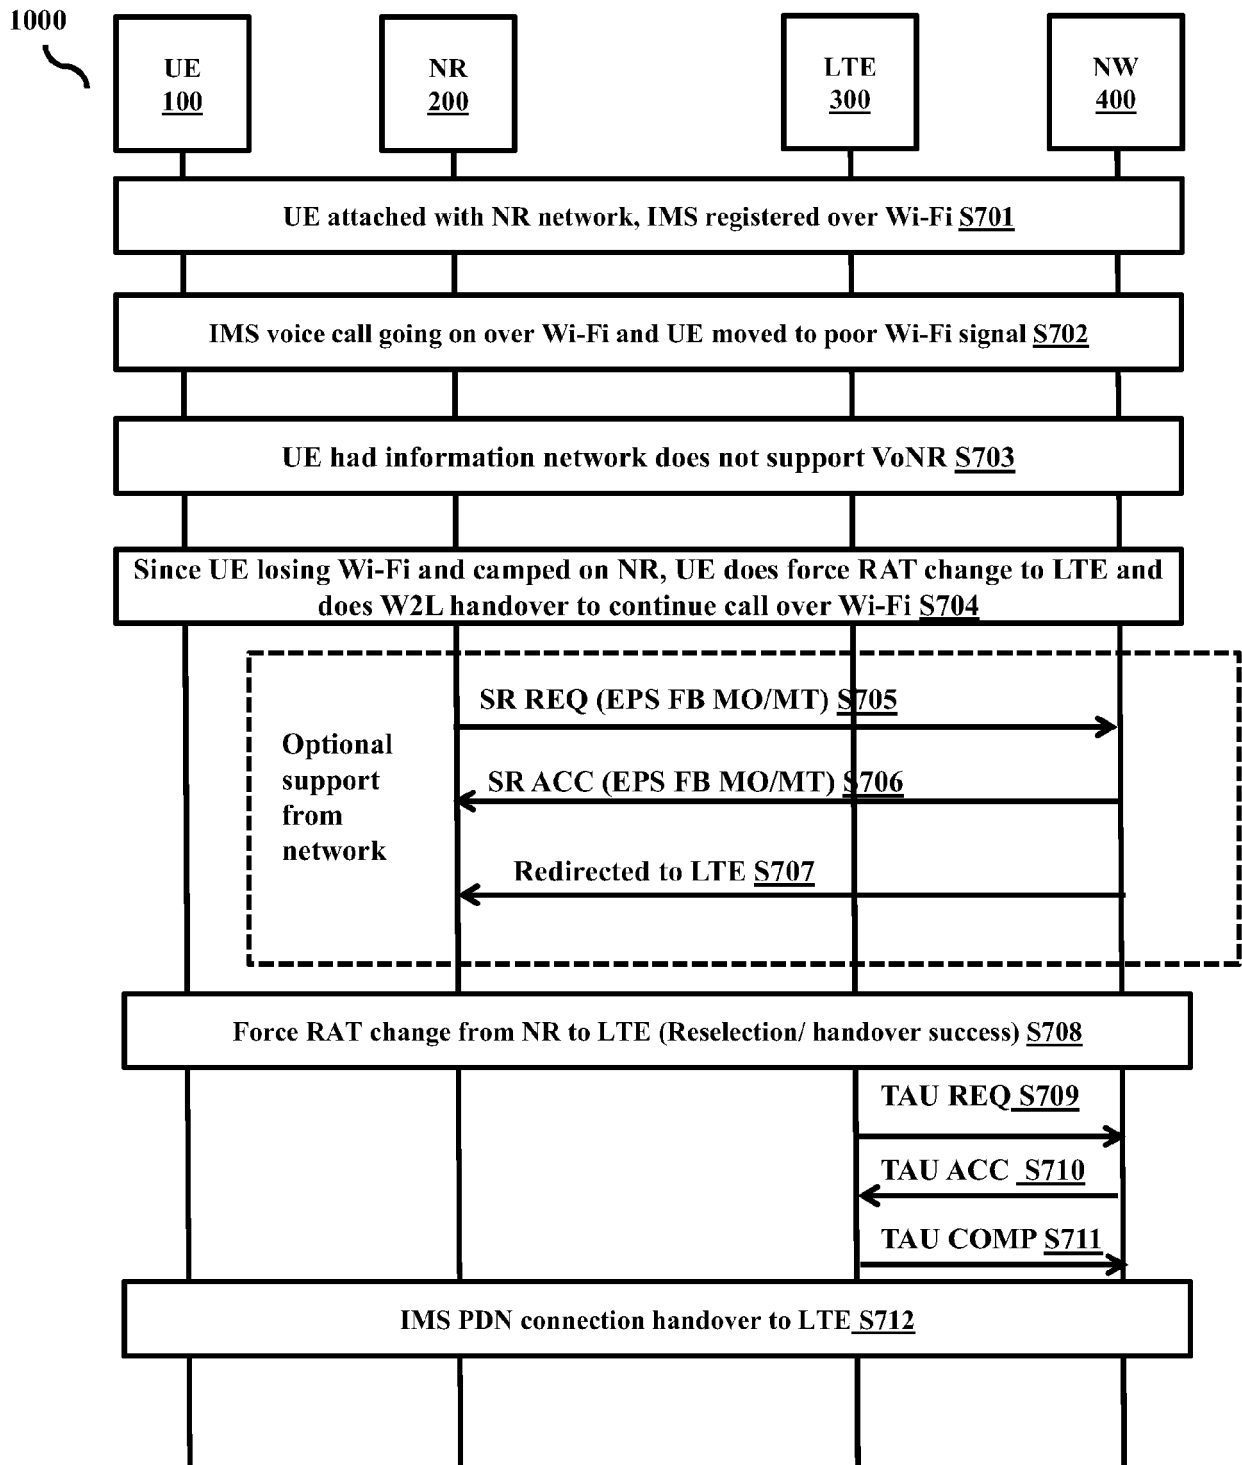 1000
UE
100
NR
200
LTE
300
NW
400
UE attached with NR network, IMS registered over Wi-Fi S701
IMS voice call going on over Wi-Fi and UE moved to poor Wi-Fi signal S702
UE had information network does not support VoNR S703
Since UE losing Wi-Fi and camped on NR, UE does force RAT change to LTE and
does W2L handover to continue call over Wi-Fi S704
SR REQ (EPS FB MO/MT) S705
Optional
support
from
network
SR ACC (EPS FB MO/MT) S706
Redirected to LTE S707
Force RAT change from NR to LTE (Reselection/ handover success) S708
TAU REQ S709
TAU ACC S710
TAU COMP S711
IMS PDN connection handover to LTE S712